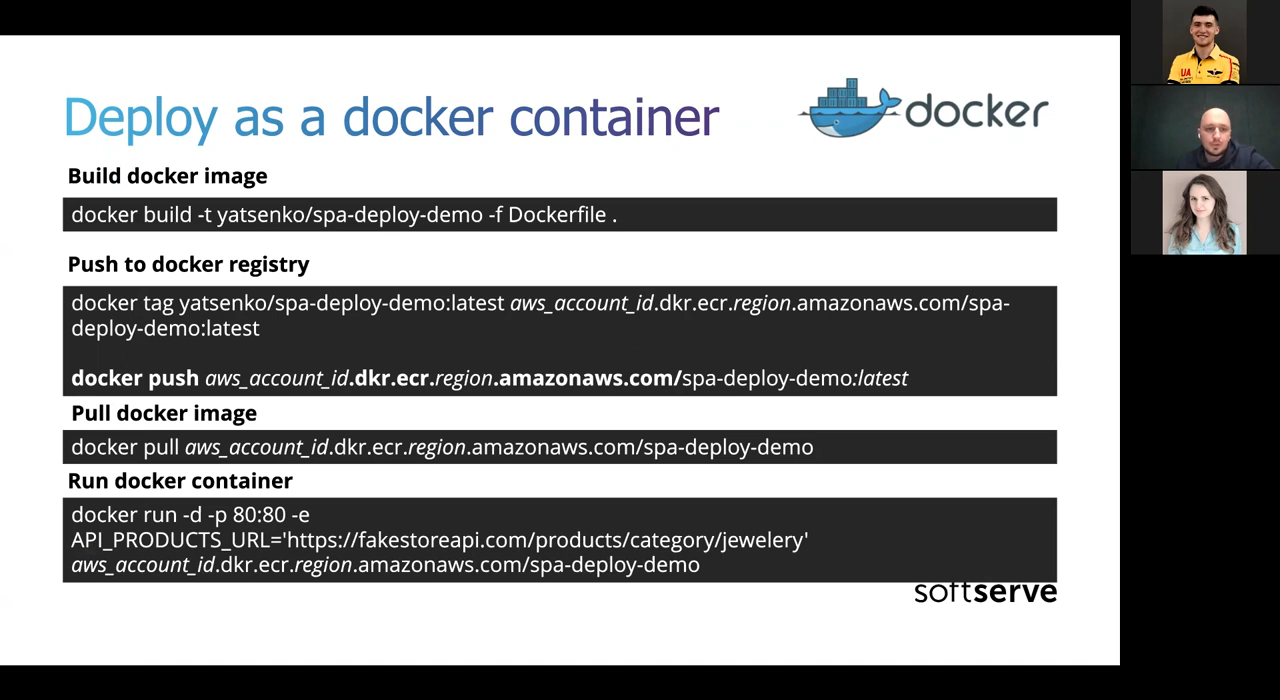 Deploy as a docker container
docker
Build docker image
docker build -t yatsenko/spa-deploy-demo -f Dockerfile .
Push to docker registry
docker tag yatsenko/spa-deploy-demo:latest aws_account_id.dkr.ecr.region.amazonaws.com/spa-
deploy-demo:latest
docker push aws_account_id.dkr.ecr.region.amazonaws.com/spa-deploy-demo:latest
Pull docker image
docker pull aws_account_id.dkr.ecr.region.amazonaws.com/spa-deploy-demo
Run docker container
docker run -d -p 80:80 -e
API_PRODUCTS_URL='https://fakestoreapi.com/products/category/jewelery'
aws_account_id.dkr.ecr.region.amazonaws.com/spa-deploy-demo
softserve
UA